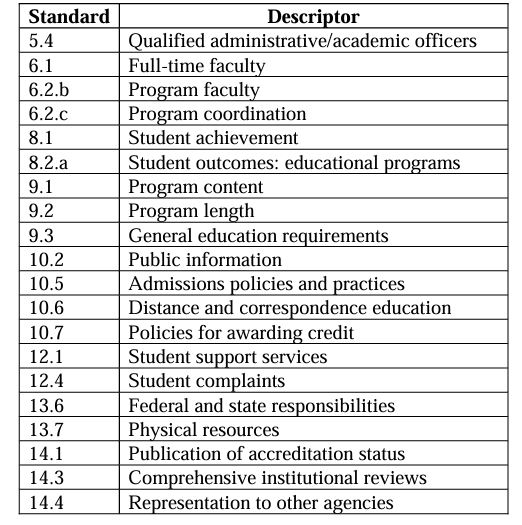 Standard Descriptor
5.4 Qualified administrative/academic officers
6.1 Full-time faculty
6.2.b Program faculty
6.2.c Program coordination
8.1 Student achievement
8.2.a Student outcomes: educational programs
9.1 Program content
9.2 Program length
9.3 General education requirements
10.2 Public information
10.5 Admissions policies and practices
10.6 Distance and correspondence education
10.7 Policies for awarding credit
12.1 Student support services
12.4 Student complaints
13.6 Federal and state responsibilities
13.7 Physical resources
14.1 Publication of accreditation status
14.3 Comprehensive institutional reviews
14.4 Representation to other agencies